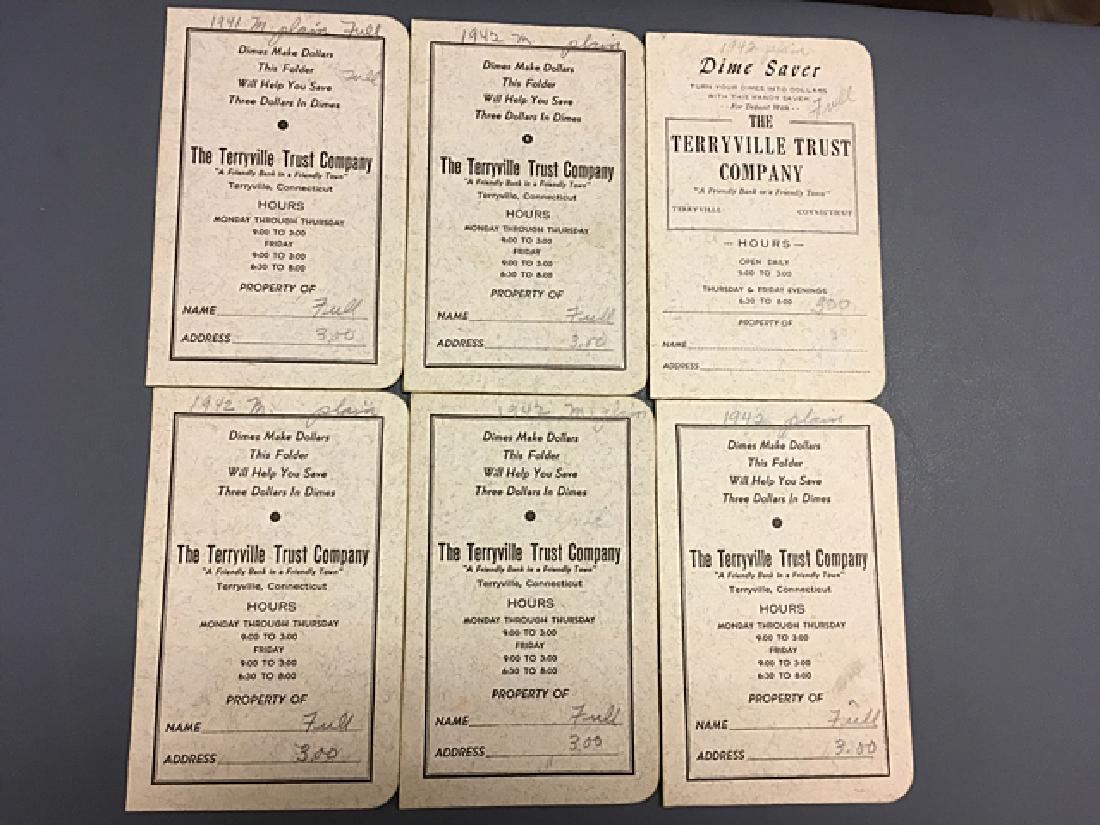 1941 M plain Full
Dimes Make Dollars
This Folder
Full
Will Help You Save
Three Dollars In Dimes
The Terryville Trust Company
"A Friendly Bank in a Friendly Town"
Terryville, Connecticut
HOURS
MONDAY THROUGH THURSDAY
9:00 TO 3:00
FRIDAY
9:00 TO 3:00
6:30 TO 8:00
PROPERTY OF
NAME Full
ADDRESS 3.00
1942 M. plain
Dimes Make Dollars
This Folder
Will Help You Save
Three Dollars In Dimes
The Terryville Trust Company
"A Friendly Bank in a Friendly Town"
Terryville, Connecticut
HOURS
MONDAY THROUGH THURSDAY
9:00 TO 3:00
FRIDAY
9:00 TO 3:00
6:30 TO 8:00
PROPERTY OF
NAME Full
ADDRESS 3.00
1942 plain
Dime Saver
TURN YOUR DIMES INTO DOLLARS
WITH THIS HANDY SAVER
For Deposit With
Full
THE
TERRYVILLE TRUST
COMPANY
"A Friendly Bank in a Friendly Town"
TERRYVILLE CONNECTICUT
— HOURS —
OPEN DAILY
9:00 TO 3:00
THURSDAY & FRIDAY EVENINGS
6:30 TO 8:00 300
PROPERTY OF
NAME
ADDRESS
1942 M. plain
Dimes Make Dollars
This Folder
Will Help You Save
Three Dollars In Dimes
The Terryville Trust Company
"A Friendly Bank in a Friendly Town"
Terryville, Connecticut
HOURS
MONDAY THROUGH THURSDAY
9:00 TO 3:00
FRIDAY
9:00 TO 3:00
6:30 TO 8:00
PROPERTY OF
NAME Full
ADDRESS 3.00
1942 M plain
Dimes Make Dollars
This Folder
Will Help You Save
Three Dollars In Dimes
The Terryville Trust Company
"A Friendly Bank in a Friendly Town"
Terryville, Connecticut
HOURS
MONDAY THROUGH THURSDAY
9:00 TO 3:00
FRIDAY
9:00 TO 3:00
6:30 TO 8:00
PROPERTY OF
NAME Full
ADDRESS 3.00
1942 plain
Dimes Make Dollars
This Folder
Will Help You Save
Three Dollars In Dimes
The Terryville Trust Company
"A Friendly Bank in a Friendly Town"
Terryville, Connecticut
HOURS
MONDAY THROUGH THURSDAY
9:00 TO 3:00
FRIDAY
9:00 TO 3:00
6:30 TO 8:00
PROPERTY OF
NAME Full
ADDRESS 3.00